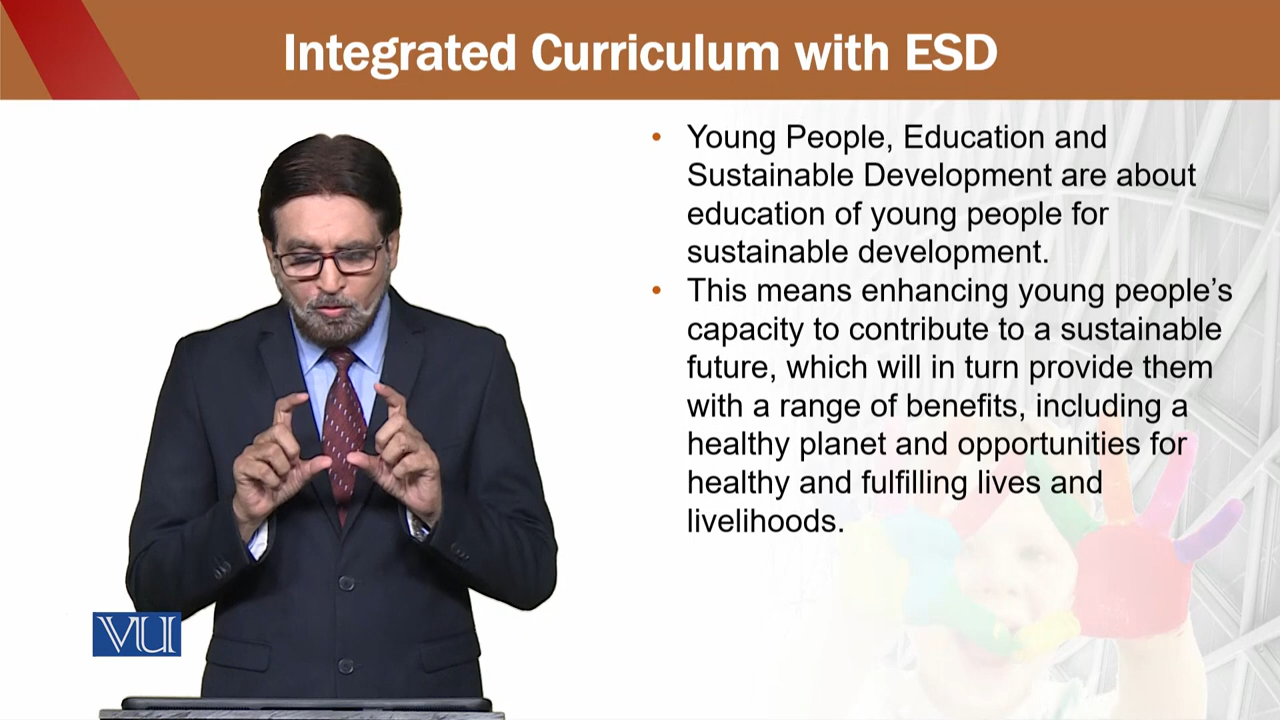 Integrated Curriculum with ESD
• Young People, Education and
Sustainable Development are about
education of young people for
sustainable development.
• This means enhancing young people’s
capacity to contribute to a sustainable
future, which will in turn provide them
with a range of benefits, including a
healthy planet and opportunities for
healthy and fulfilling lives and
livelihoods.
VU